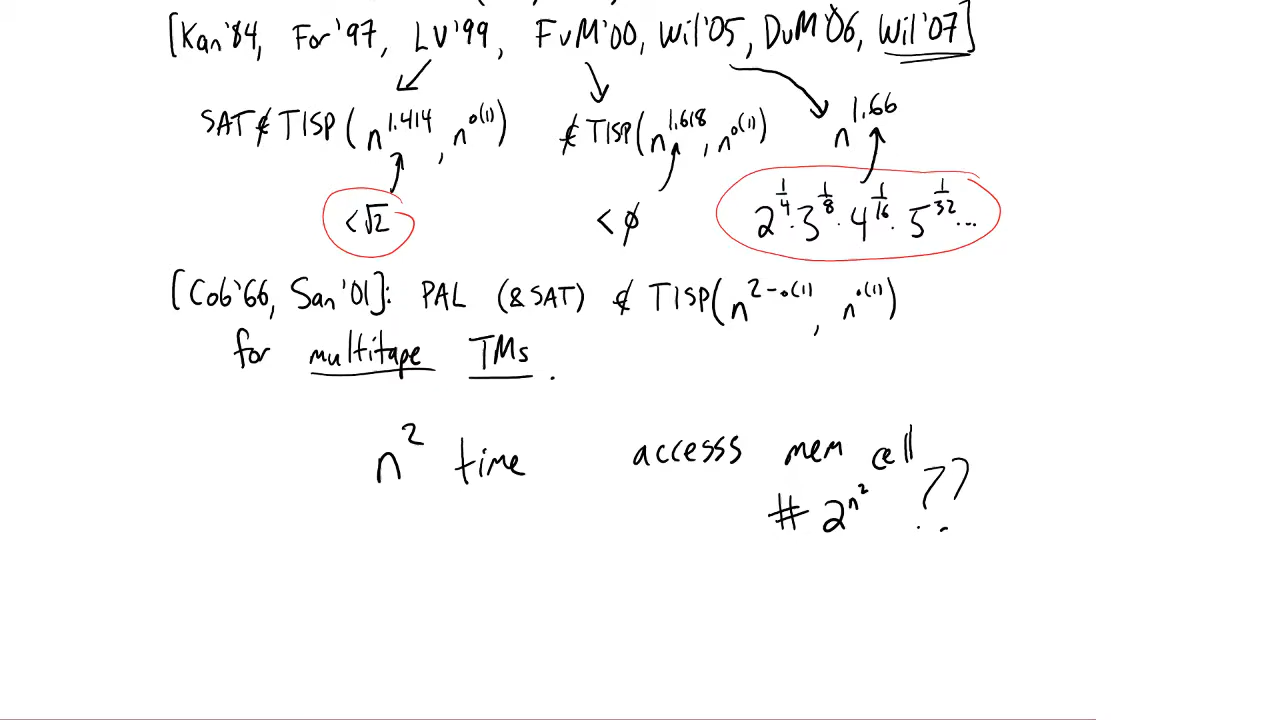 [Kan'84, For'97, LV'99, FvM'00, Wil'05, DvM'06, Wil'07]
SAT ∉ TISP(n^1.414, n^o(1)) ∉ TISP(n^1.618, n^o(1)) n^1.66
<√2 < ϕ 2^1/4 · 3^1/8 · 4^1/16 · 5^1/32 ...
[Cob'66, San'01]: PAL (& SAT) ∉ TISP(n^2-o(1), n^o(1))
for multitape TMs.
n^2 time accesss mem cell
# 2^n^2 ??